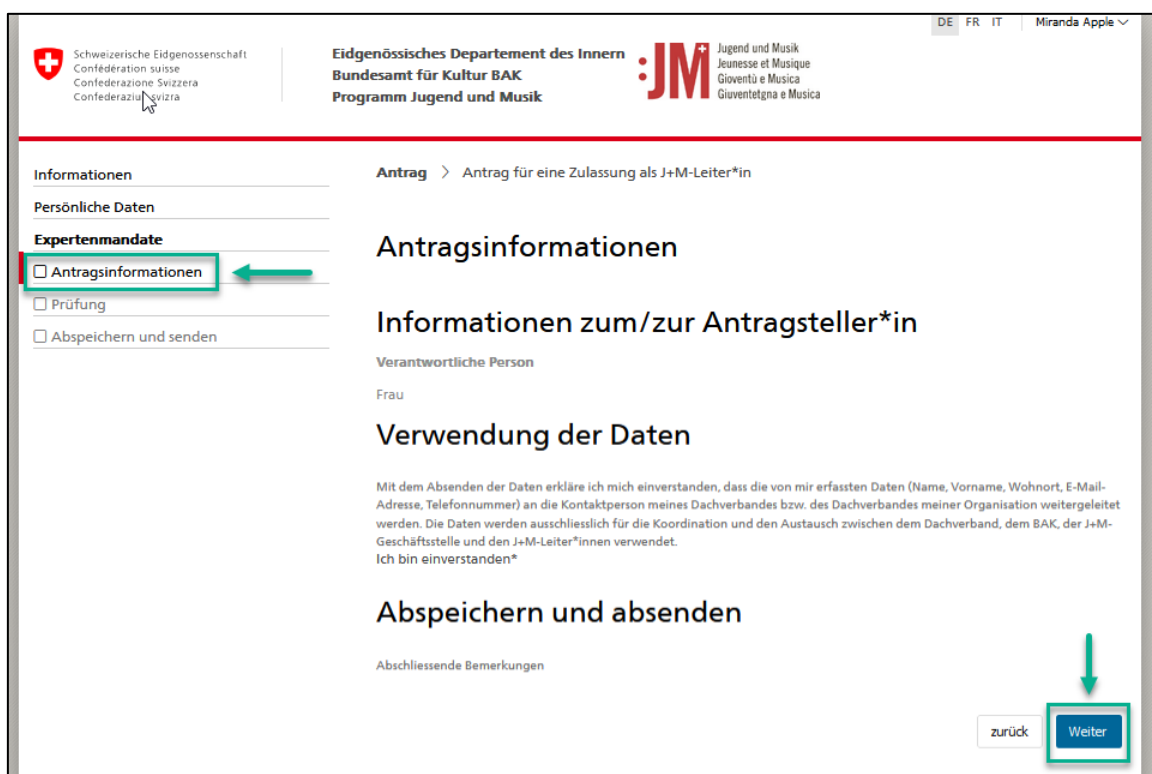 DE FR IT Miranda Apple
Schweizerische Eidgenossenschaft
Confédération suisse
Confederazione Svizzera
Confederaziun svizra
Eidgenössisches Departement des Innern
Bundesamt für Kultur BAK
Programm Jugend und Musik
:JM
Jugend und Musik
Jeunesse et Musique
Gioventù e Musica
Giuventetgna e Musica
Informationen
Persönliche Daten
Expertenmandate
Antragsinformationen
Prüfung
Abspeichern und senden
Antrag > Antrag für eine Zulassung als J+M-Leiter*in
Antragsinformationen
Informationen zum/zur Antragsteller*in
Verantwortliche Person
Frau
Verwendung der Daten
Mit dem Absenden der Daten erkläre ich mich einverstanden, dass die von mir erfassten Daten (Name, Vorname, Wohnort, E-Mail-
Adresse, Telefonnummer) an die Kontaktperson meines Dachverbandes bzw. des Dachverbandes meiner Organisation weitergeleitet
werden. Die Daten werden ausschliesslich für die Koordination und den Austausch zwischen dem Dachverband, dem BAK, der J+M-
Geschäftsstelle und den J+M-Leiter*innen verwendet.
Ich bin einverstanden*
Abspeichern und absenden
Abschliessende Bemerkungen
zurück
Weiter